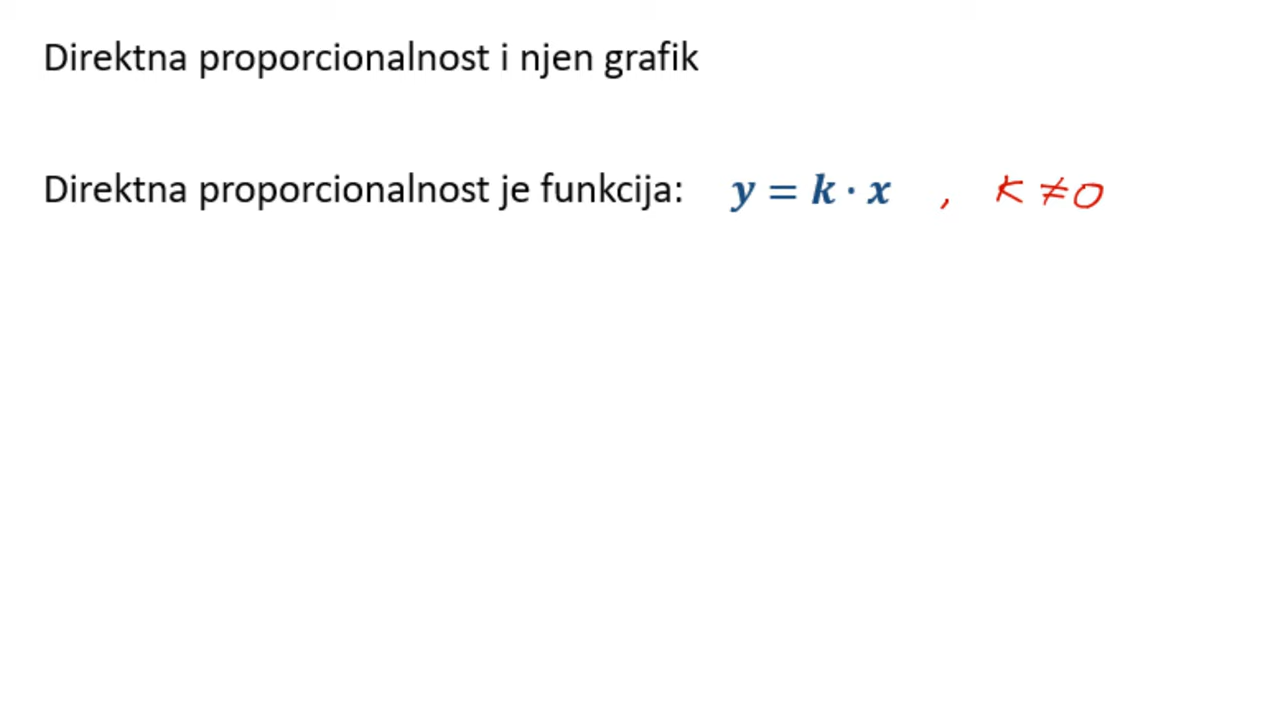 Direktna proporcionalnost i njen grafik
Direktna proporcionalnost je funkcija: y = k · x , k ≠ 0